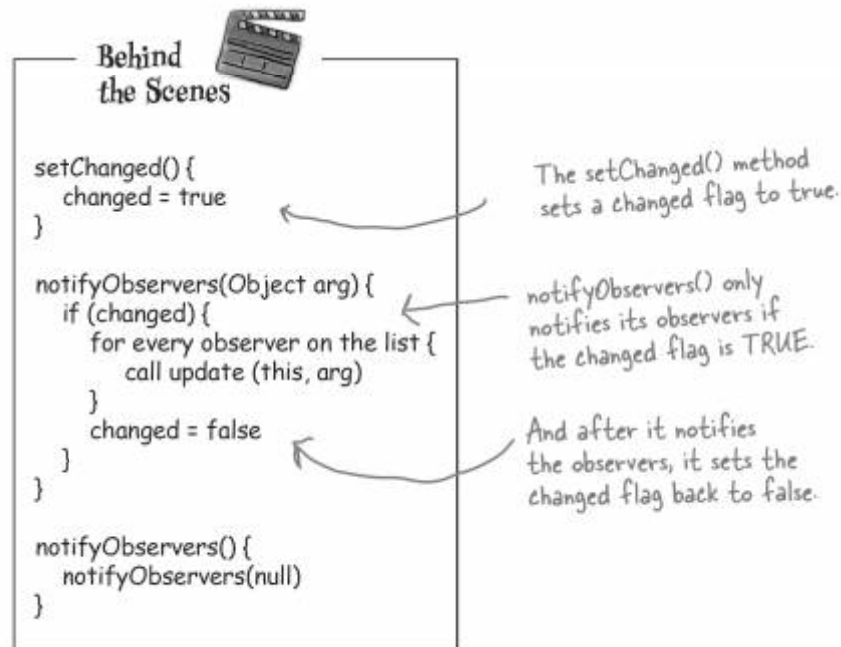 Behind
the Scenes
setChanged() {
changed = true
}
notifyObservers(Object arg) {
if (changed) {
for every observer on the list {
call update (this, arg)
}
changed = false
}
}
notifyObservers() {
notifyObservers(null)
}
The setChanged() method
sets a changed flag to true.
notifyObservers() only
notifies its observers if
the changed flag is TRUE.
And after it notifies
the observers, it sets the
changed flag back to false.